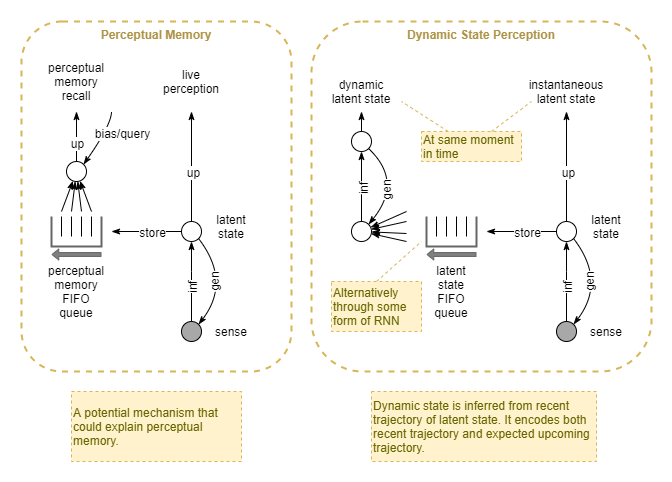 Perceptual Memory
perceptual
memory
recall
live
perception
bias/query
up
up
store
latent
state
perceptual
memory
FIFO
queue
inf
gen
sense
Dynamic State Perception
dynamic
latent state
instantaneous
latent state
At same moment
in time
up
inf
gen
store
latent
state
latent
state
FIFO
queue
Alternatively
through some
form of RNN
inf
gen
sense
A potential mechanism that
could explain perceptual
memory.
Dynamic state is inferred from recent
trajectory of latent state. It encodes both
recent trajectory and expected upcoming
trajectory.